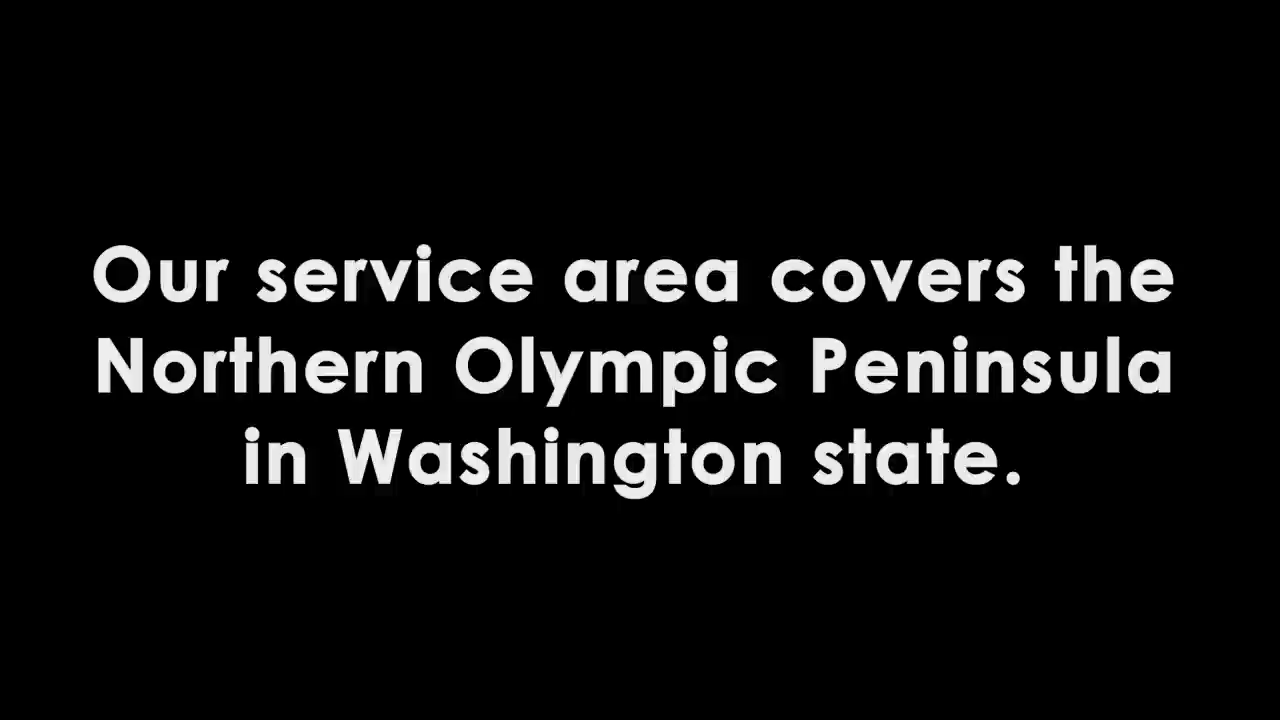 Our service area covers the
Northern Olympic Peninsula
in Washington state.